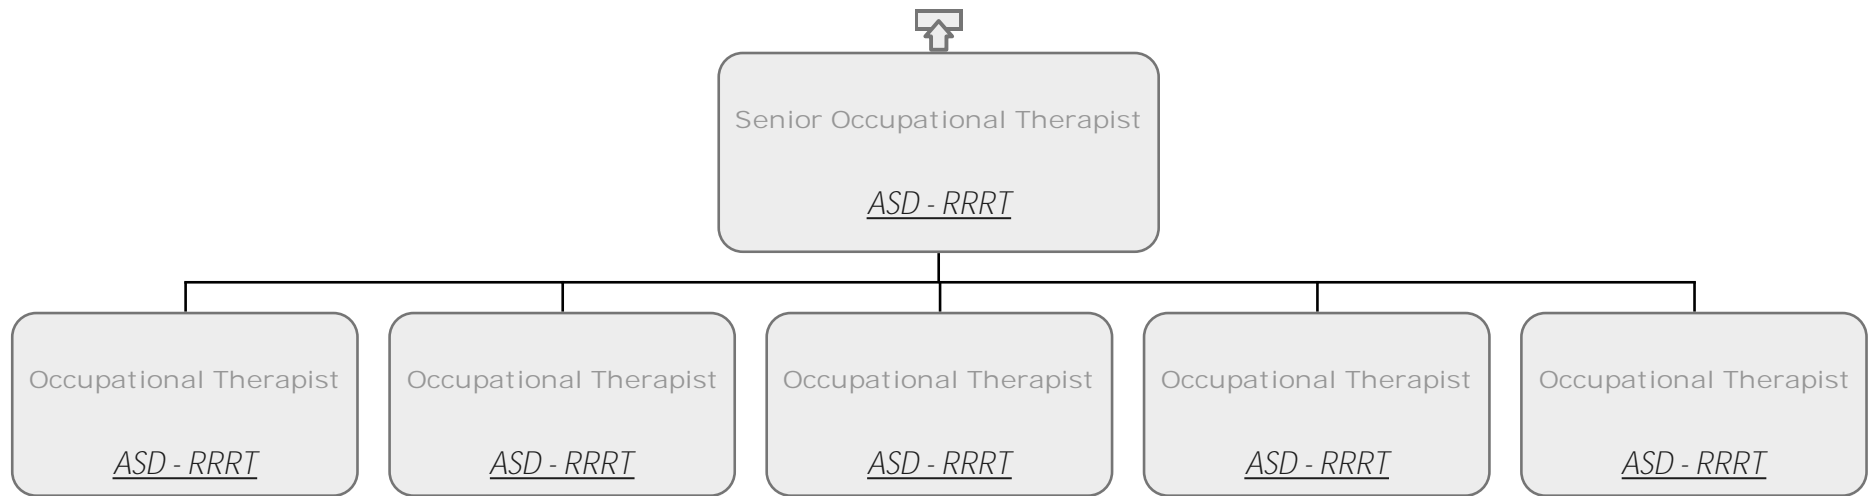 Senior Occupational Therapist
ASD - RRRT
Occupational Therapist
ASD - RRRT
Occupational Therapist
ASD - RRRT
Occupational Therapist
ASD - RRRT
Occupational Therapist
ASD - RRRT
Occupational Therapist
ASD - RRRT